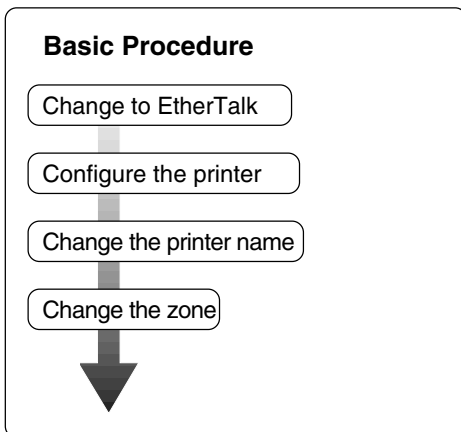 Basic Procedure
Change to EtherTalk
Configure the printer
Change the printer name
Change the zone